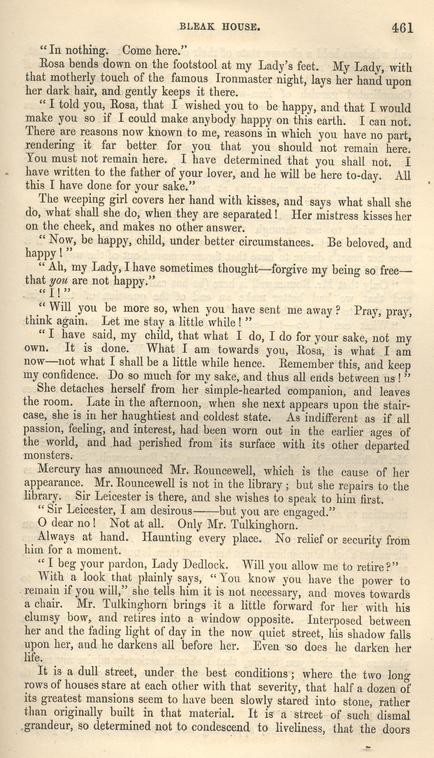 BLEAK HOUSE. 461
“In nothing. Come here.”
Rosa bends down on the footstool at my Lady’s feet. My Lady, with
that motherly touch of the famous Ironmaster night, lays her hand upon
her dark hair, and gently keeps it there.
“I told you, Rosa, that I wished you to be happy, and that I would
make you so if I could make anybody happy on this earth. I can not.
There are reasons now known to me, reasons in which you have no part,
rendering it far better for you that you should not remain here.
You must not remain here. I have determined that you shall not. I
have written to the father of your lover, and he will be here to-day. All
this I have done for your sake.”
The weeping girl covers her hand with kisses, and says what shall she
do, what shall she do, when they are separated! Her mistress kisses her
on the cheek, and makes no other answer.
“Now, be happy, child, under better circumstances. Be beloved, and
happy!”
“Ah, my Lady, I have sometimes thought—forgive my being so free—
that you are not happy.”
“I!”
“Will you be more so, when you have sent me away? Pray, pray,
think again. Let me stay a little while!”
“I have said, my child, that what I do, I do for your sake, not my
own. It is done. What I am towards you, Rosa, is what I am
now—not what I shall be a little while hence. Remember this, and keep
my confidence. Do so much for my sake, and thus all ends between us!”
She detaches herself from her simple-hearted companion, and leaves
the room. Late in the afternoon, when she next appears upon the stair-
case, she is in her haughtiest and coldest state. As indifferent as if all
passion, feeling, and interest, had been worn out in the earlier ages of
the world, and had perished from its surface with its other departed
monsters.
Mercury has announced Mr. Rouncewell, which is the cause of her
appearance. Mr. Rouncewell is not in the library; but she repairs to the
library. Sir Leicester is there, and she wishes to speak to him first.
“Sir Leicester, I am desirous——but you are engaged.”
O dear no! Not at all. Only Mr. Tulkinghorn.
Always at hand. Haunting every place. No relief or security from
him for a moment.
“I beg your pardon, Lady Dedlock. Will you allow me to retire?”
With a look that plainly says, “You know you have the power to
remain if you will,” she tells him it is not necessary, and moves towards
a chair. Mr. Tulkinghorn brings it a little forward for her with his
clumsy bow, and retires into a window opposite. Interposed between
her and the fading light of day in the now quiet street, his shadow falls
upon her, and he darkens all before her. Even so does he darken her
life.
It is a dull street, under the best conditions; where the two long
rows of houses stare at each other with that severity, that half a dozen of
its greatest mansions seem to have been slowly stared into stone, rather
than originally built in that material. It is a street of such dismal
grandeur, so determined not to condescend to liveliness, that the doors